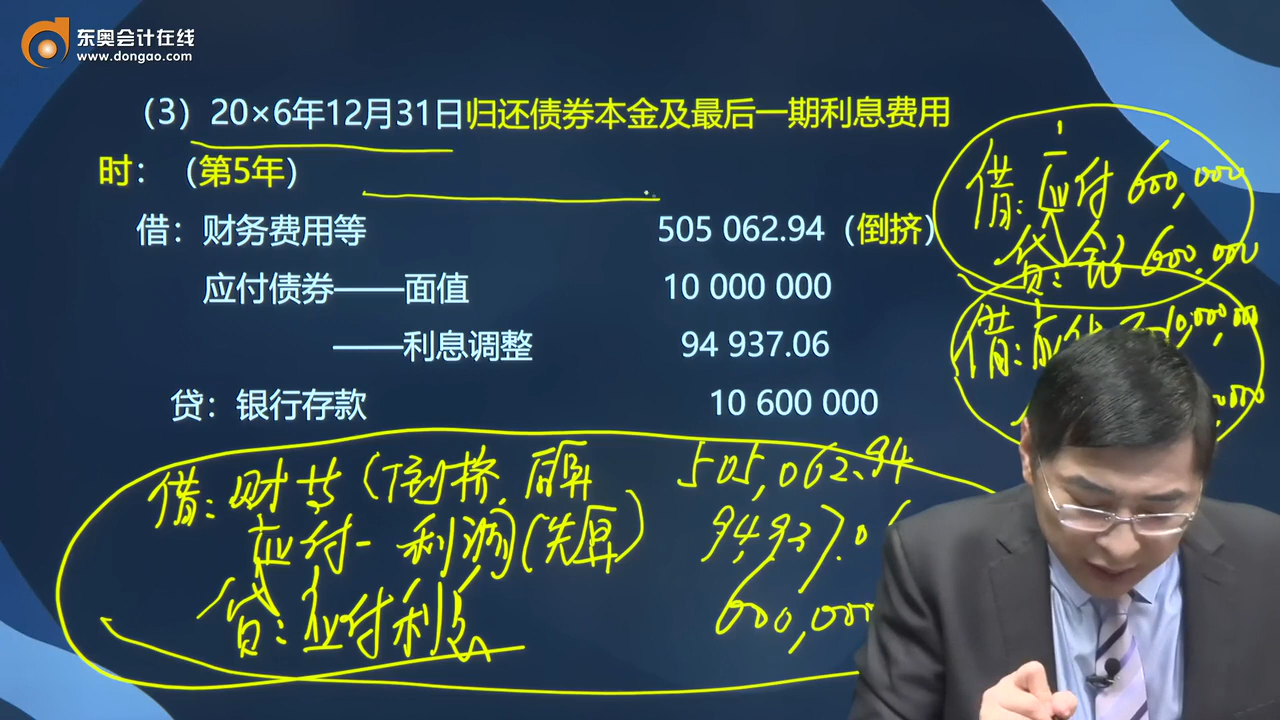 东奥会计在线
www.dongao.com
（3）20×6年12月31日归还债券本金及最后一期利息费用
时：（第5年）
借：财务费用等 505 062.94（倒挤）
应付债券——面值 10 000 000
——利息调整 94 937.06
贷：银行存款 10 600 000
借：应付 600,000
贷：银 600.000
借：应付 10,000,000
借：财务（倒挤，后算 505,062.94
应付－利调（先算） 94,937.0
贷：应付利息 600,000